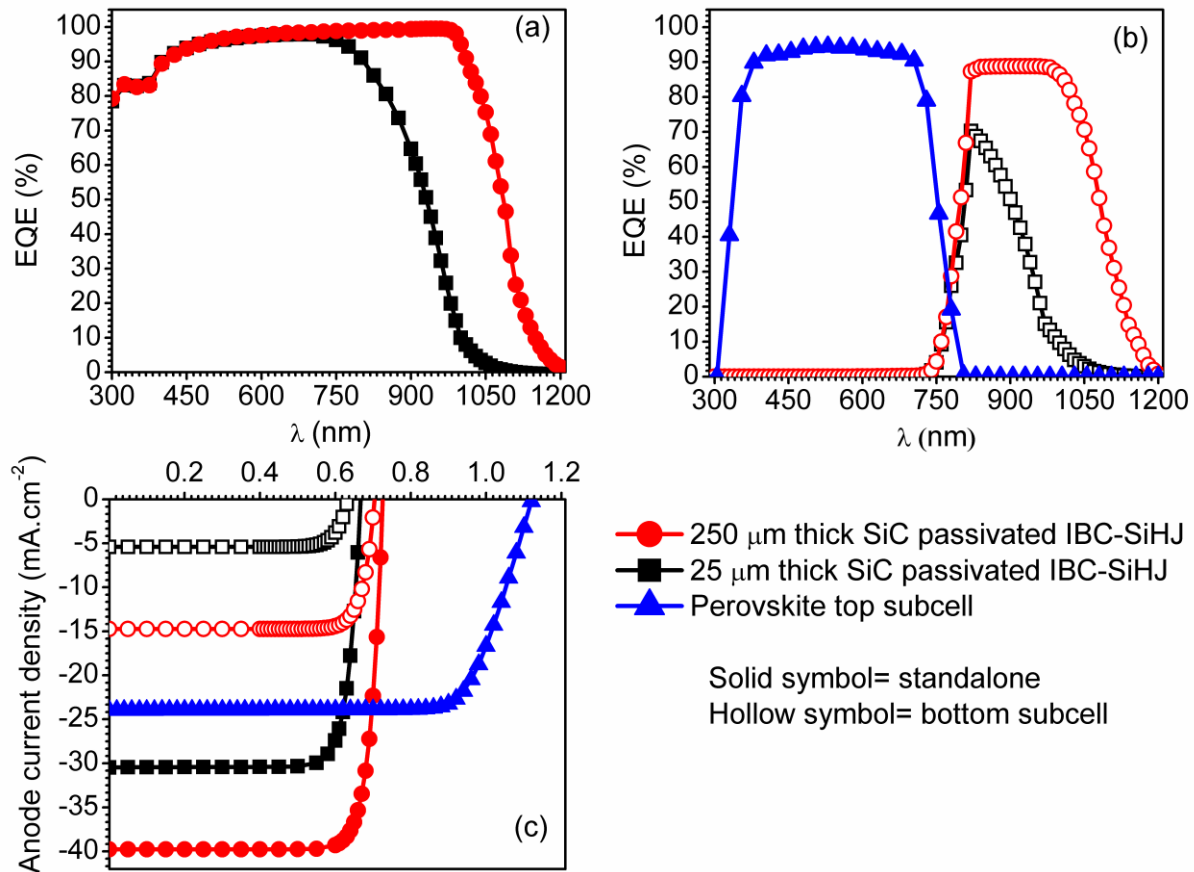 (a)
EQE (%)
100
90
80
70
60
50
40
30
20
10
0
300 450 600 750 900 1050 1200
λ (nm)
(b)
EQE (%)
100
90
80
70
60
50
40
30
20
10
0
300 450 600 750 900 1050 1200
λ (nm)
0.2 0.4 0.6 0.8 1.0 1.2
Anode current density (mA.cm-2)
0
-5
-10
-15
-20
-25
-30
-35
-40
(c)
250 μm thick SiC passivated IBC-SiHJ
25 μm thick SiC passivated IBC-SiHJ
Perovskite top subcell
Solid symbol= standalone
Hollow symbol= bottom subcell